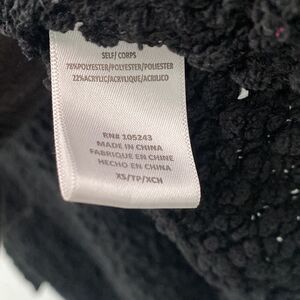 SELF/ CORPS
78%POLYESTER/POLYESTER/POLIESTER
22%ACRYLIC/ACRYLIQUE/ACRILICO
RN# 105243
MADE IN CHINA
FABRIQUE EN CHINE
HECHO EN CHINA
XS/TP/XCH